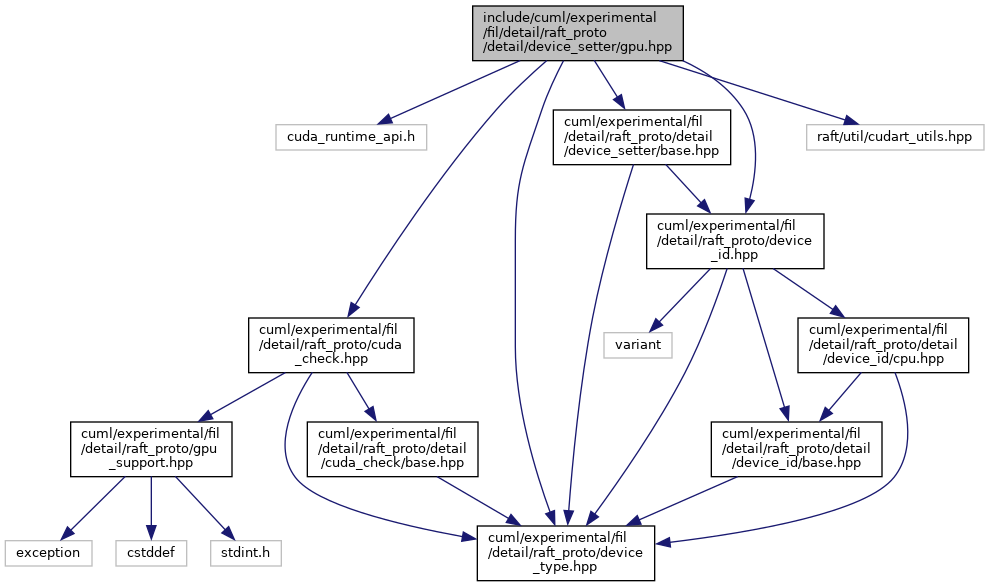 include/cuml/experimental
/fil/detail/raft_proto
/detail/device_setter/gpu.hpp
cuda_runtime_api.h
cuml/experimental/fil
/detail/raft_proto/detail
/device_setter/base.hpp
raft/util/cudart_utils.hpp
cuml/experimental/fil
/detail/raft_proto/device
_id.hpp
cuml/experimental/fil
/detail/raft_proto/cuda
_check.hpp
variant
cuml/experimental/fil
/detail/raft_proto/detail
/device_id/cpu.hpp
cuml/experimental/fil
/detail/raft_proto/gpu
_support.hpp
cuml/experimental/fil
/detail/raft_proto/detail
/cuda_check/base.hpp
cuml/experimental/fil
/detail/raft_proto/detail
/device_id/base.hpp
exception
cstddef
stdint.h
cuml/experimental/fil
/detail/raft_proto/device
_type.hpp